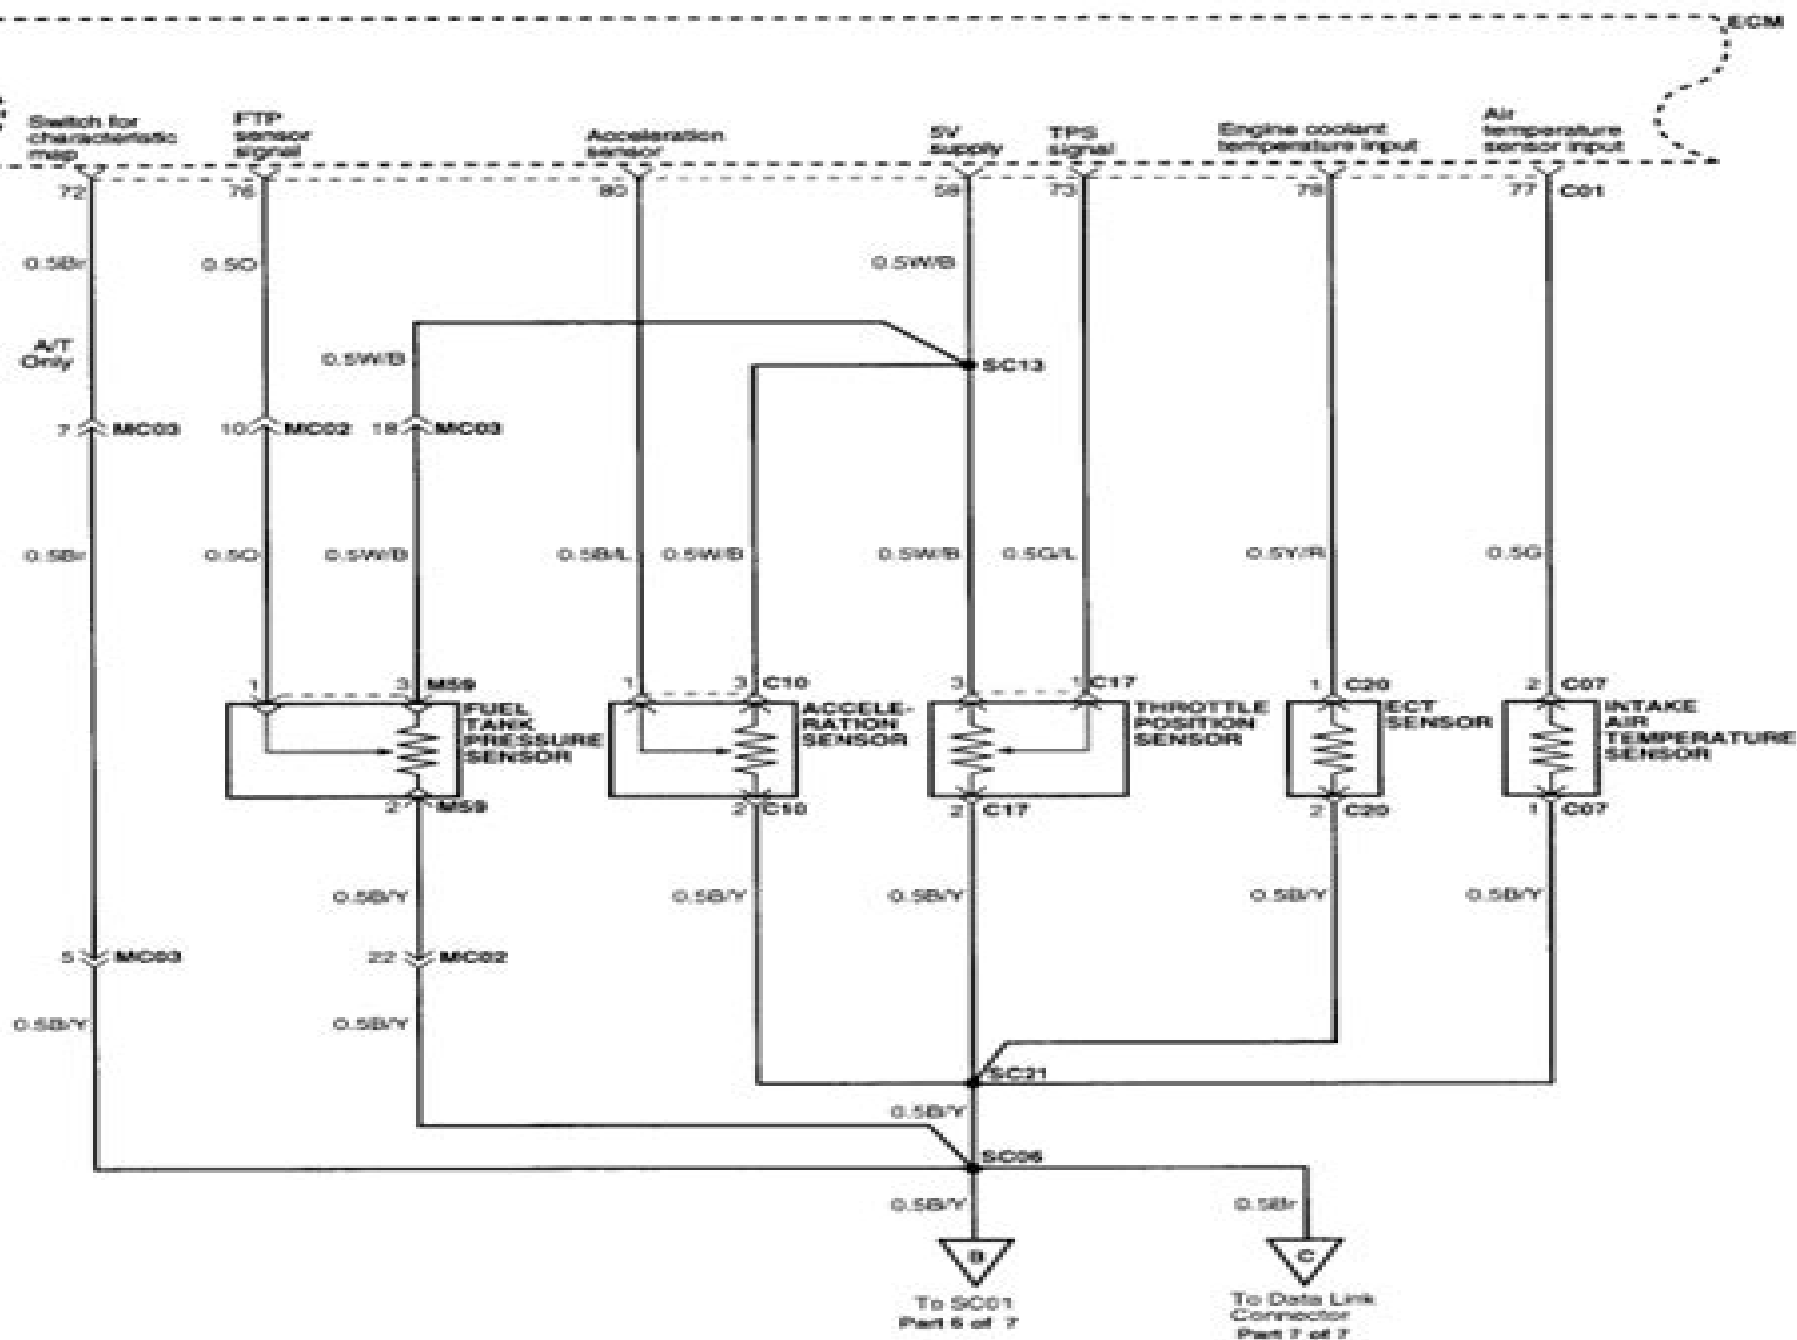 ECM
Switch for
characteristic
map
FTP
sensor
signal
Acceleration
sensor
5V
supply
TPS
signal
Engine coolant
temperature input
Air
temperature
sensor input
72
76
80
58
73
78
77
C01
0.5Br
0.5O
0.5W/B
A/T
Only
0.5W/B
SC13
7
MC03
10
MC02
18
MC03
0.5Br
0.5O
0.5W/B
0.5B/L
0.5W/B
0.5W/B
0.5G/L
0.5Y/R
0.5G
1
3
M59
1
3
C10
3
1
C17
1
C20
2
C07
FUEL
TANK
PRESSURE
SENSOR
ACCELE-
RATION
SENSOR
THROTTLE
POSITION
SENSOR
ECT
SENSOR
INTAKE
AIR
TEMPERATURE
SENSOR
2
M59
2
C10
2
C17
2
C20
1
C07
0.5B/Y
0.5B/Y
0.5B/Y
0.5B/Y
0.5B/Y
5
MC03
22
MC02
0.5B/Y
0.5B/Y
SC21
0.5B/Y
SC06
0.5B/Y
0.5Br
B
C
To SC01
Part 6 of 7
To Data Link
Connector
Part 7 of 7